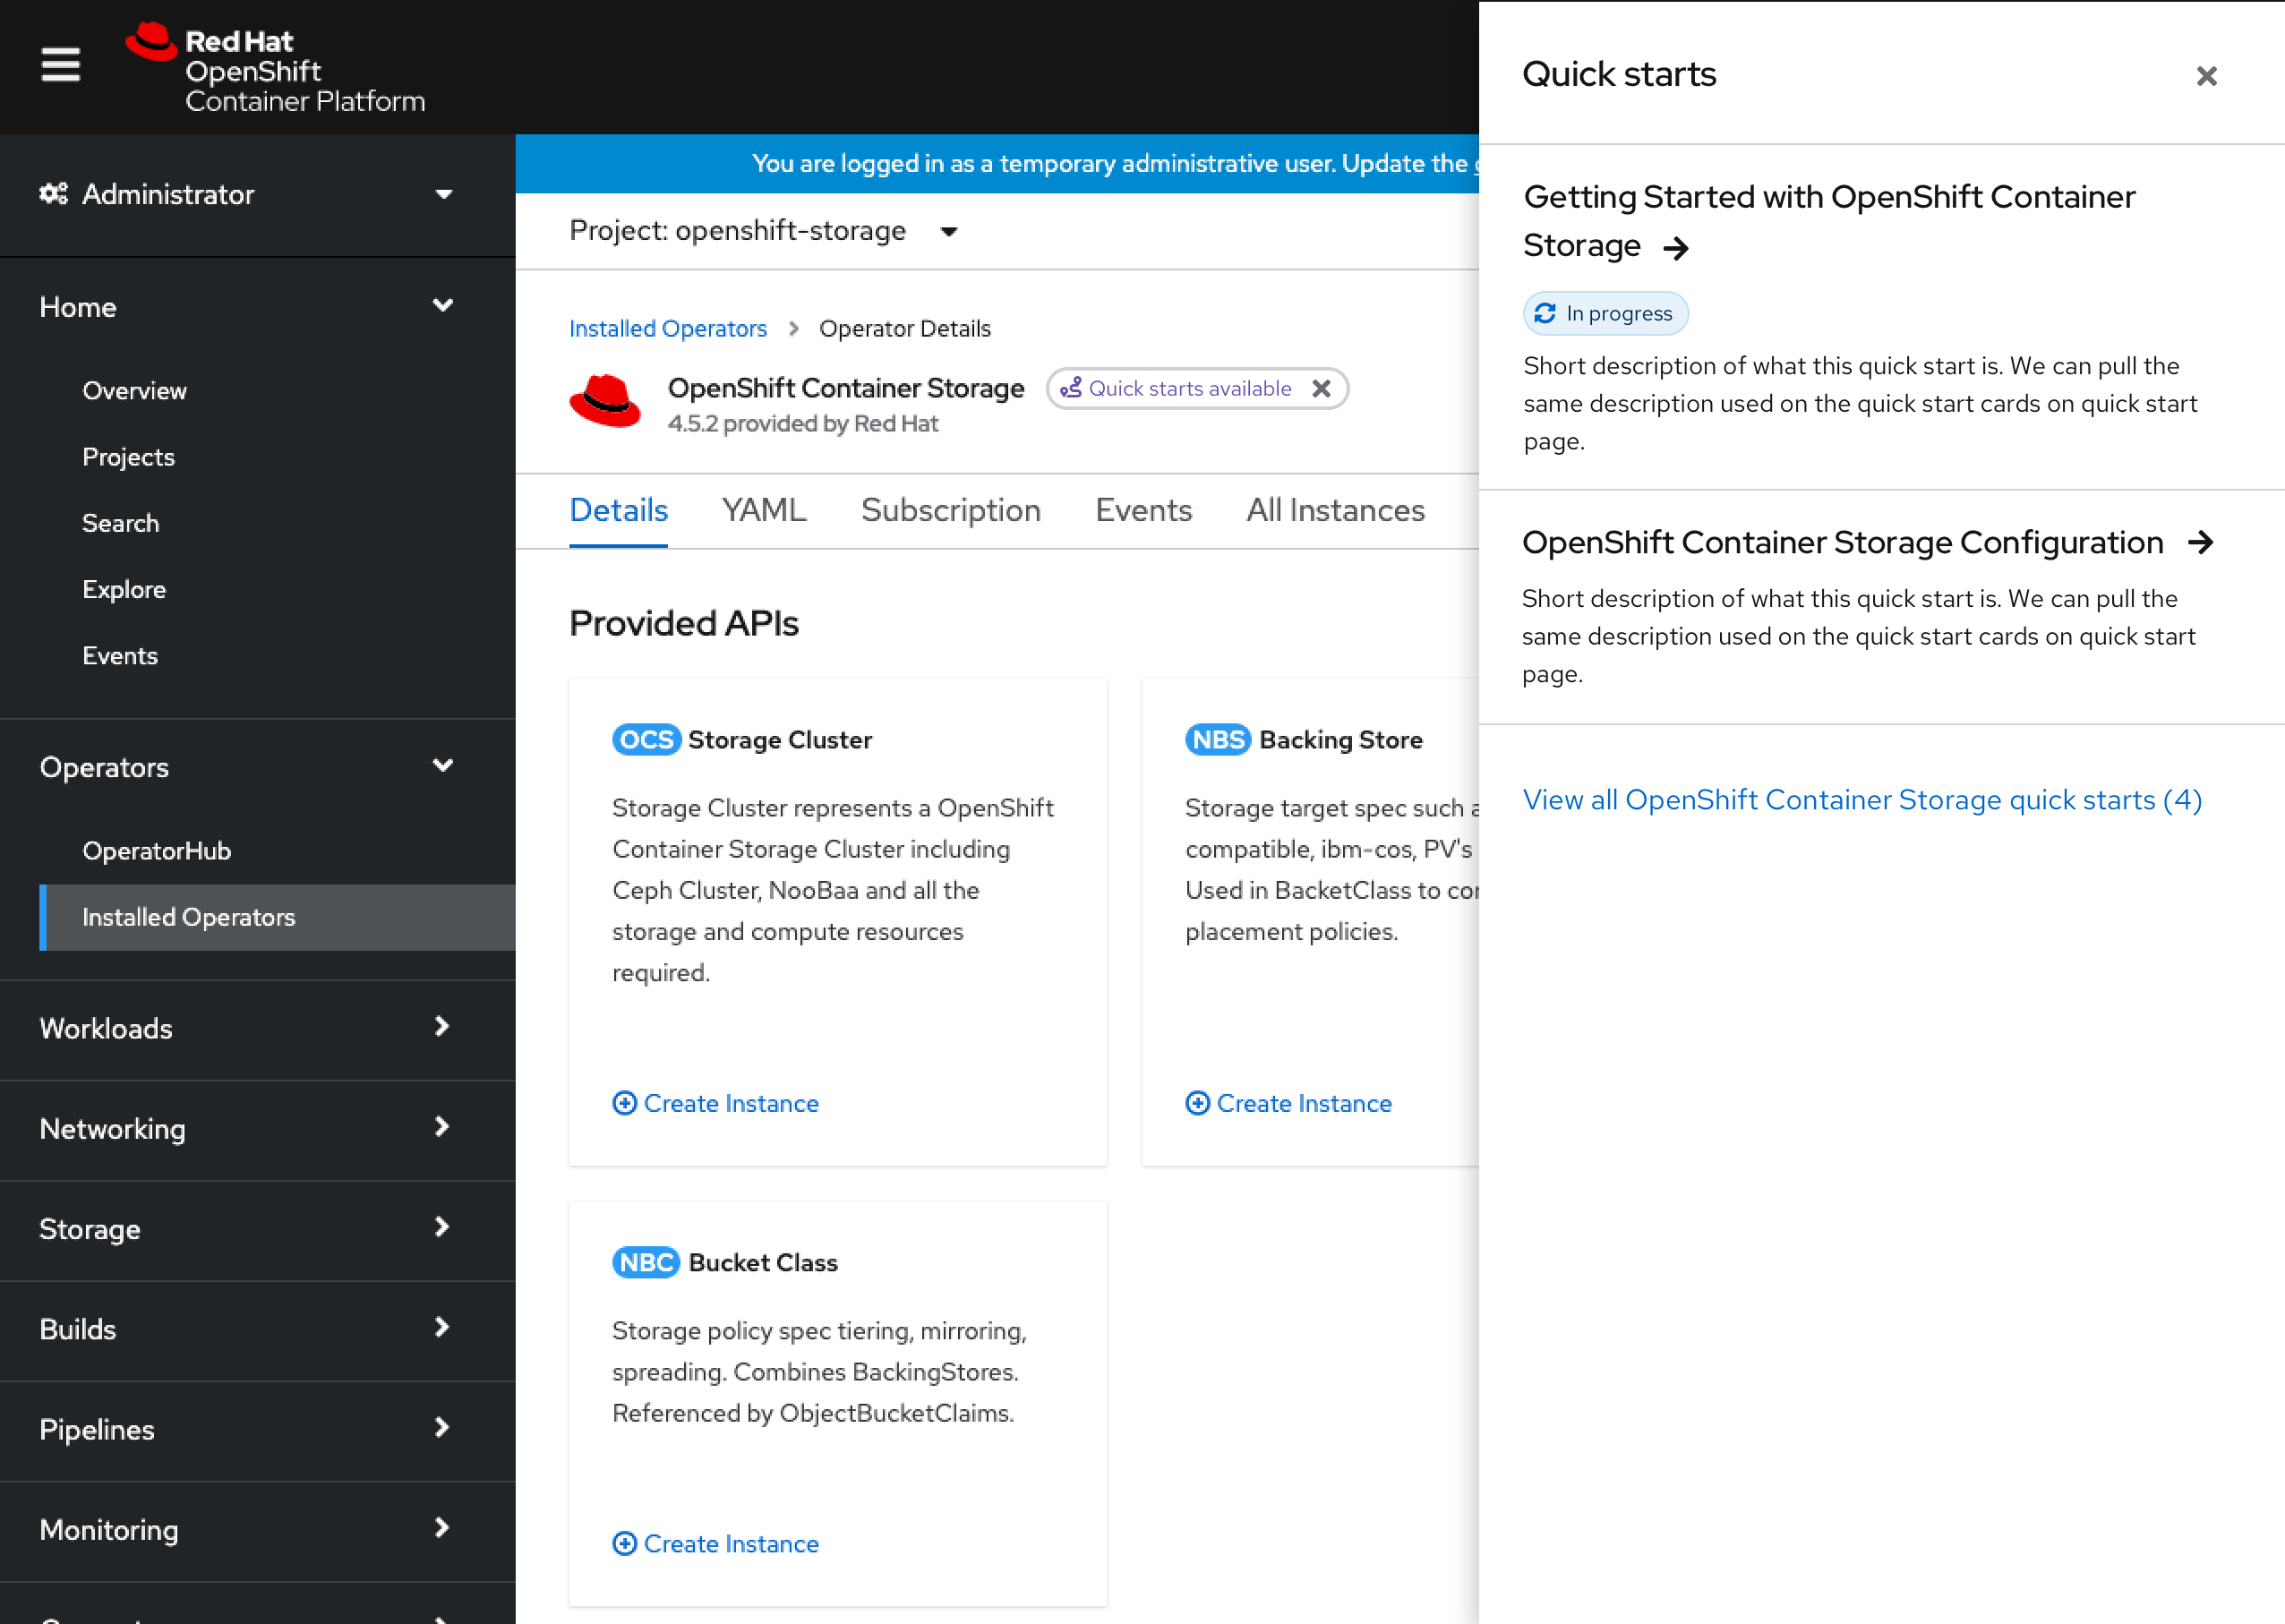 Red Hat
OpenShift
Container Platform
Administrator
Home
Overview
Projects
Search
Explore
Events
Operators
OperatorHub
Installed Operators
Workloads
Networking
Storage
Builds
Pipelines
Monitoring
You are logged in as a temporary administrative user. Update the
Project: openshift-storage
Installed Operators > Operator Details
OpenShift Container Storage Quick starts available
4.5.2 provided by Red Hat
Details YAML Subscription Events All Instances
Provided APIs
OCS Storage Cluster
Storage Cluster represents a OpenShift
Container Storage Cluster including
Ceph Cluster, NooBaa and all the
storage and compute resources
required.
Create Instance
NBS Backing Store
Storage target spec such
compatible, ibm-cos, PV's
Used in BacketClass to
placement policies.
Create Instance
NBC Bucket Class
Storage policy spec tiering, mirroring,
spreading. Combines BackingStores.
Referenced by ObjectBucketClaims.
Create Instance
Quick starts
Getting Started with OpenShift Container
Storage
In progress
Short description of what this quick start is. We can pull the
same description used on the quick start cards on quick start
page.
OpenShift Container Storage Configuration
Short description of what this quick start is. We can pull the
same description used on the quick start cards on quick start
page.
View all OpenShift Container Storage quick starts (4)